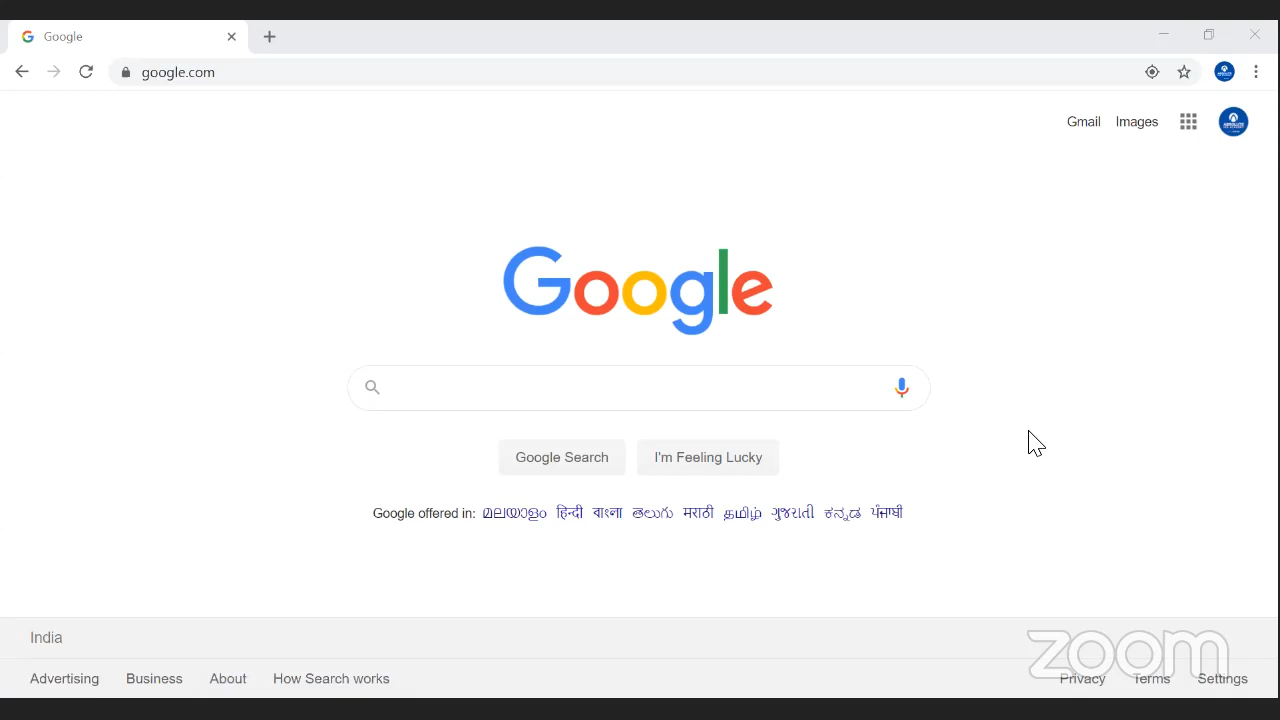 Google
google.com
Gmail Images
Google
Google Search I'm Feeling Lucky
Google offered in: മലയാളം हिन्दी বাংলা తెలుగు मराठी தமிழ் ગુજરાતી ಕನ್ನಡ ਪੰਜਾਬੀ
India
zoom
Advertising Business About How Search works Privacy Terms Settings